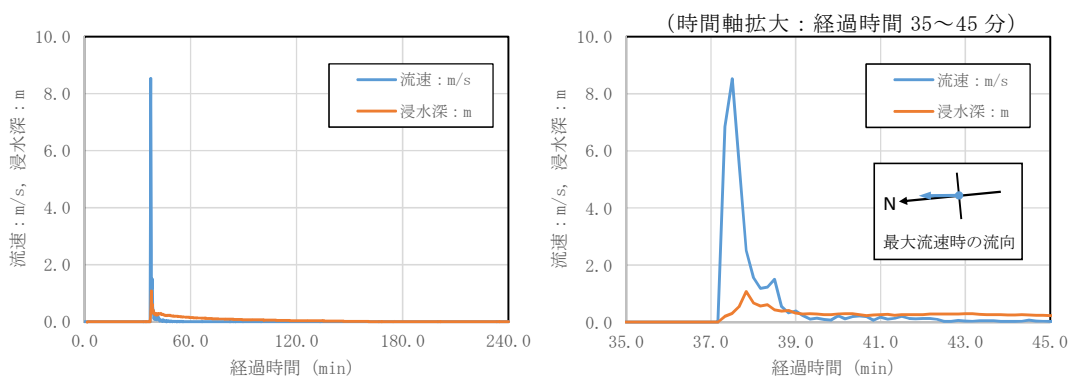 (時間軸拡大：経過時間 35～45 分)
10.0
8.0
6.0
4.0
2.0
0.0
流速：m/s, 浸水深：m
流速：m/s
浸水深：m
0.0 60.0 120.0 180.0 240.0
経過時間 (min)
10.0
8.0
6.0
4.0
2.0
0.0
流速：m/s, 浸水深：m
流速：m/s
浸水深：m
N
最大流速時の流向
35.0 37.0 39.0 41.0 43.0 45.0
経過時間 (min)